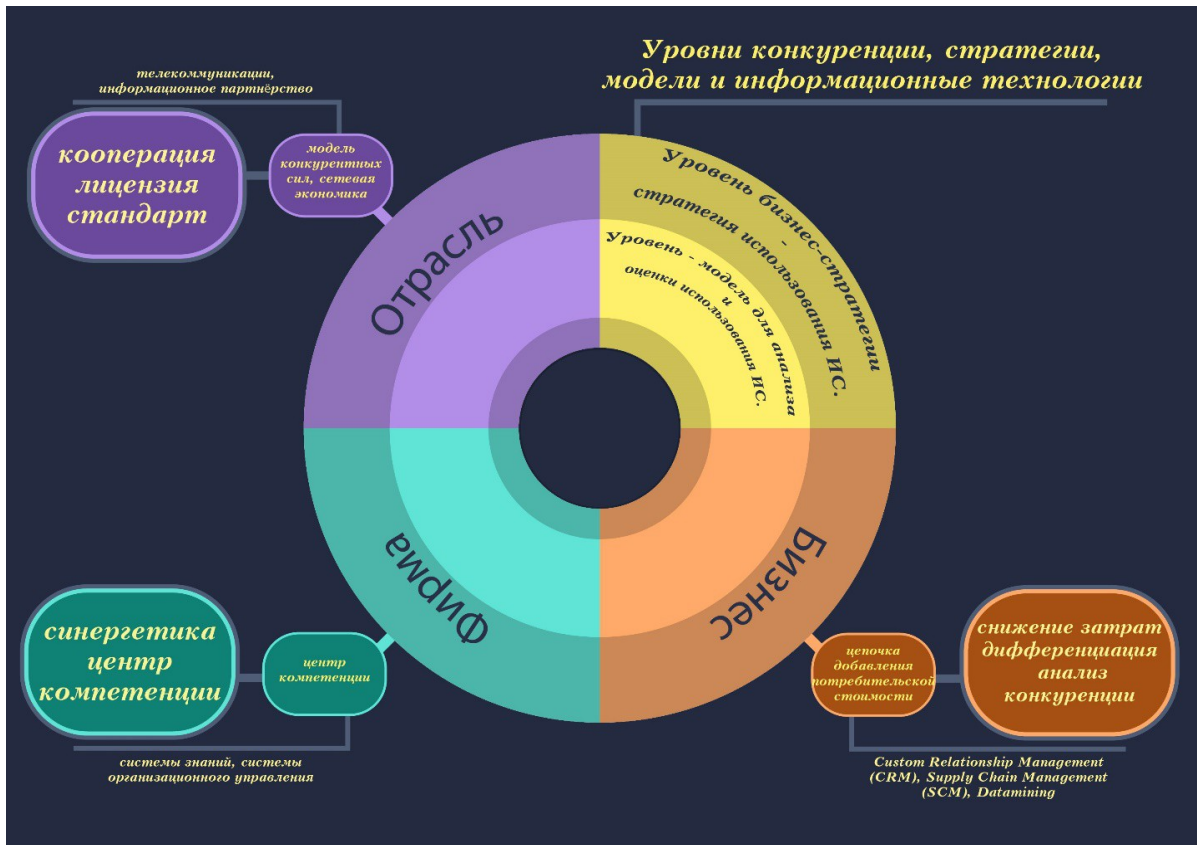 Уровни конкуренции, стратегии,
модели и информационные технологии
телекоммуникации,
информационное партнёрство
кооперация
лицензия
стандарт
модель
конкурентных
сил, сетевая
экономика
Отрасль
Уровень бизнес-стратегии
-
стратегия использования ИС.
Уровень - модель для анализа
и
оценки использования ИС.
Фирма
Бизнес
синергетика
центр
компетенции
центр
компетенции
системы знаний, системы
организационного управления
цепочка
добавления
потребительской
стоимости
снижение затрат
дифференциация
анализ
конкуренции
Custom Relationship Management
(CRM), Supply Chain Management
(SCM), Datamining